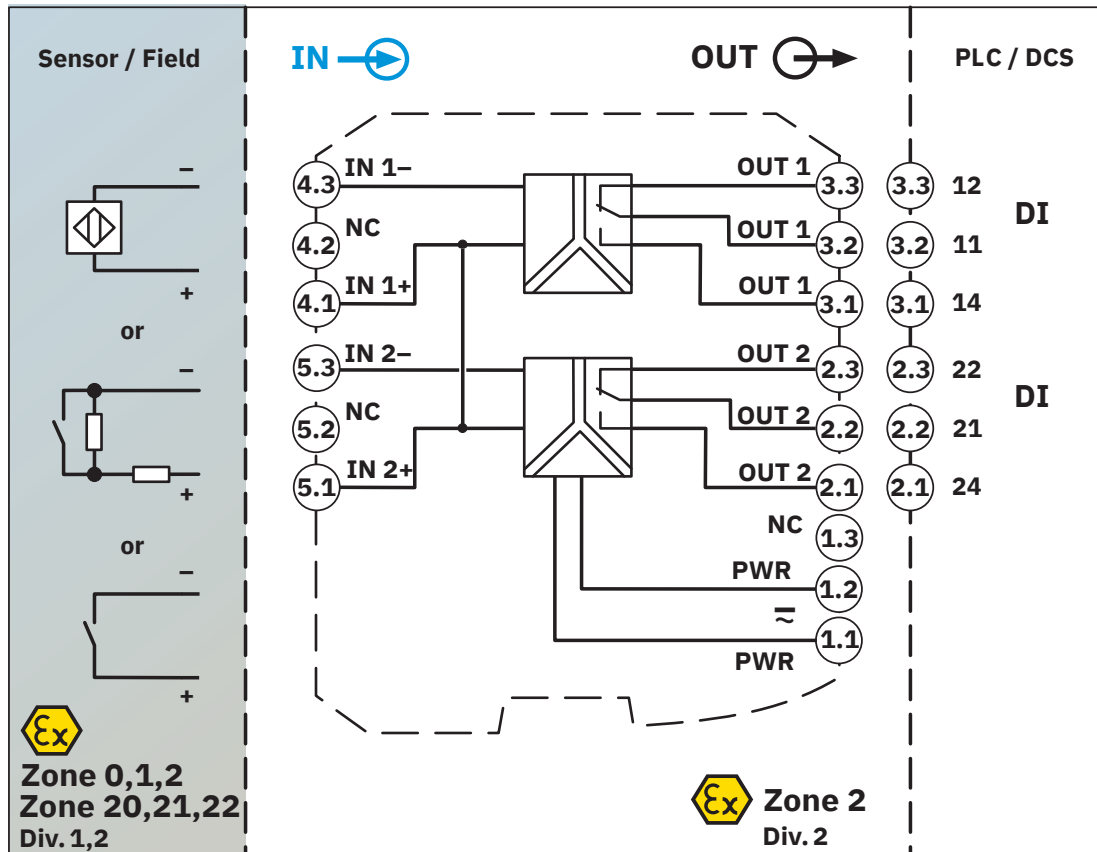 Sensor / Field
IN
OUT
PLC / DCS
−
+
or
−
+
or
−
+
Ex
Zone 0,1,2
Zone 20,21,22
Div. 1,2
4.3 IN 1−
4.2 NC
4.1 IN 1+
5.3 IN 2−
5.2 NC
5.1 IN 2+
OUT 1 3.3 3.3 12
OUT 1 3.2 3.2 11
OUT 1 3.1 3.1 14
DI
OUT 2 2.3 2.3 22
OUT 2 2.2 2.2 21
OUT 2 2.1 2.1 24
DI
NC 1.3
PWR 1.2
PWR 1.1
Ex Zone 2
Div. 2